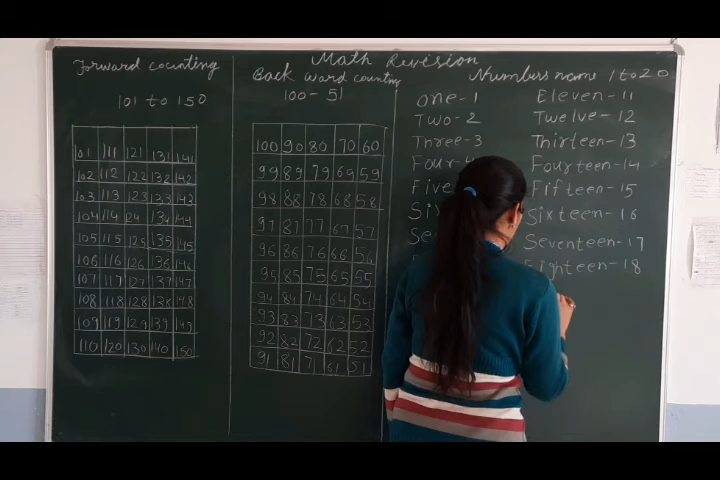 Math Revision
Forward counting
101 to 150
101 111 121 131 141
102 112 122 132 142
103 113 123 133 143
104 114 124 134 144
105 115 125 135 145
106 116 126 136 146
107 117 127 137 147
108 118 128 138 148
109 119 129 139 149
110 120 130 140 150
Back ward counting
100-51
100 90 80 70 60
99 89 79 69 59
98 88 78 68 58
97 87 77 67 57
96 86 76 66 56
95 85 75 65 55
94 84 74 64 54
93 83 73 63 53
92 82 72 62 52
91 81 7 61 51
Numbers name 1 to 20
One-1
Two-2
Three-3
Four-4
Five
Six
Se
Eleven-11
Twelve-12
Thirteen-13
Fourteen-14
Fifteen-15
Sixteen-16
Seventeen-17
Eighteen-18